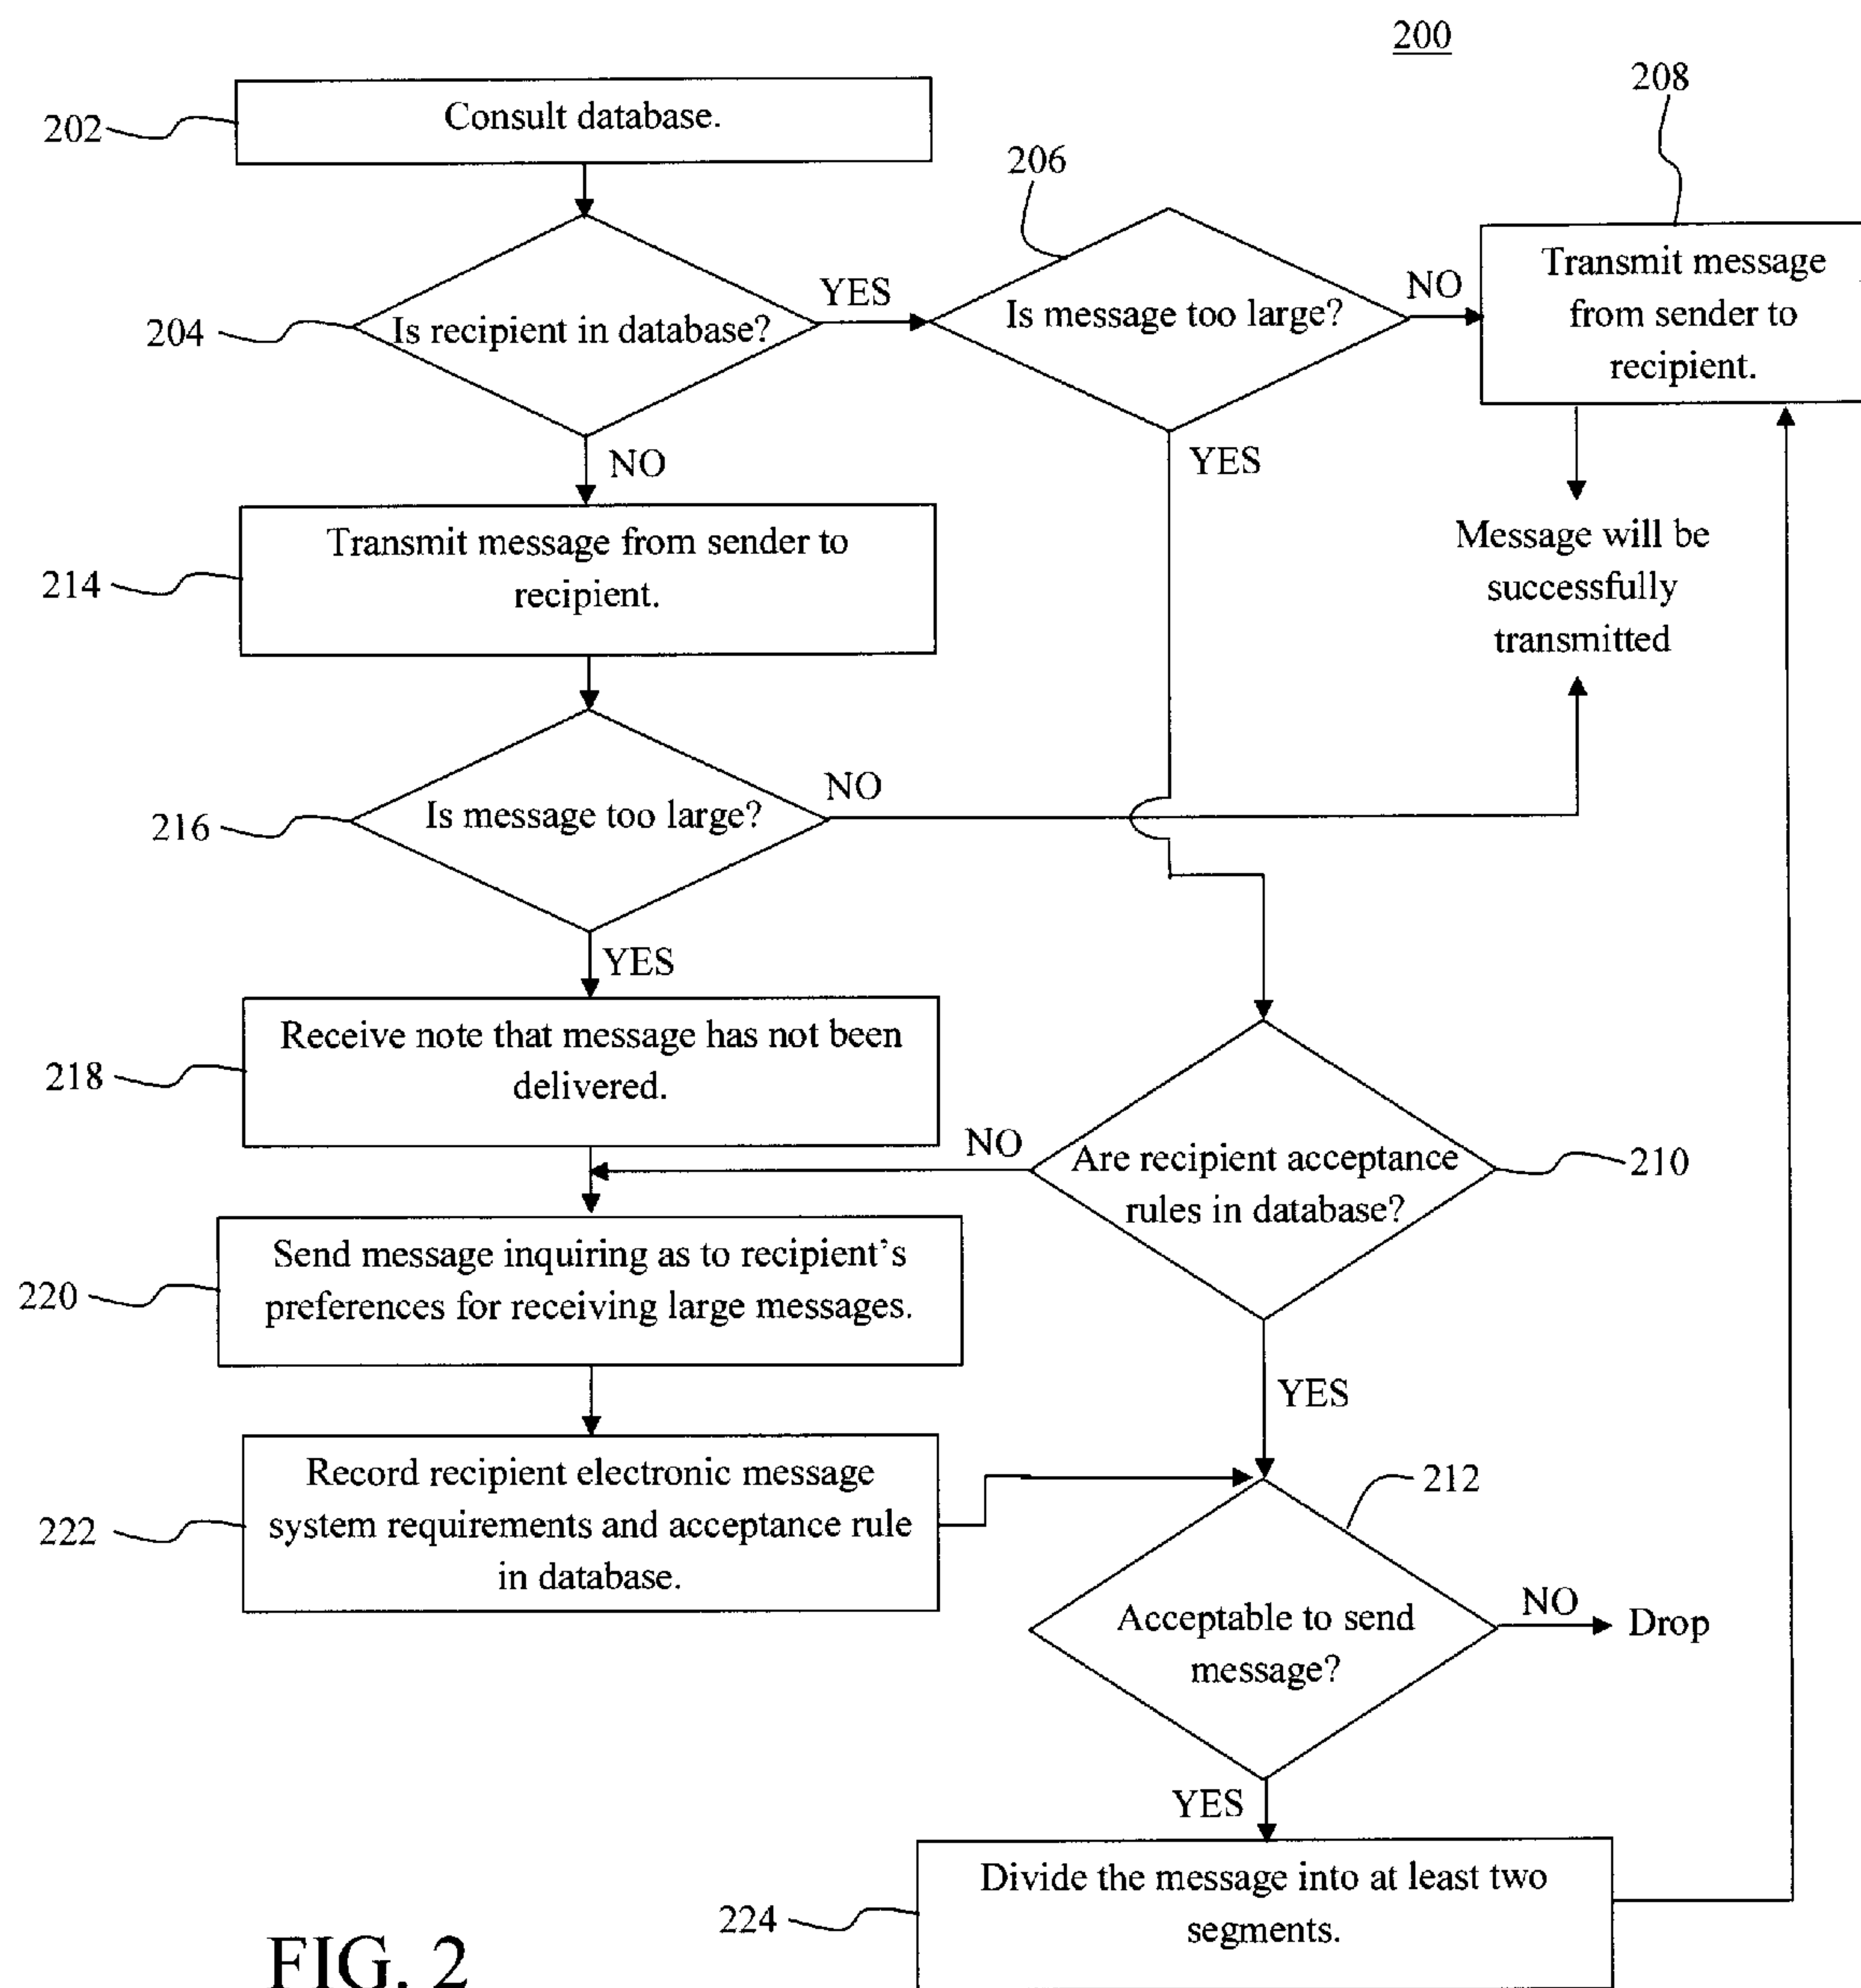 200
208
202
Consult database.
206
Transmit message
from sender to
recipient.
204
Is recipient in database?
YES
Is message too large?
NO
NO
YES
214
Transmit message from sender to
recipient.
Message will be
successfully
transmitted
216
Is message too large?
NO
YES
218
Receive note that message has not been
delivered.
NO
Are recipient acceptance
rules in database?
210
220
Send message inquiring as to recipient's
preferences for receiving large messages.
YES
222
Record recipient electronic message
system requirements and acceptance rule
in database.
212
Acceptable to send
message?
NO
Drop
YES
224
Divide the message into at least two
segments.
FIG. 2